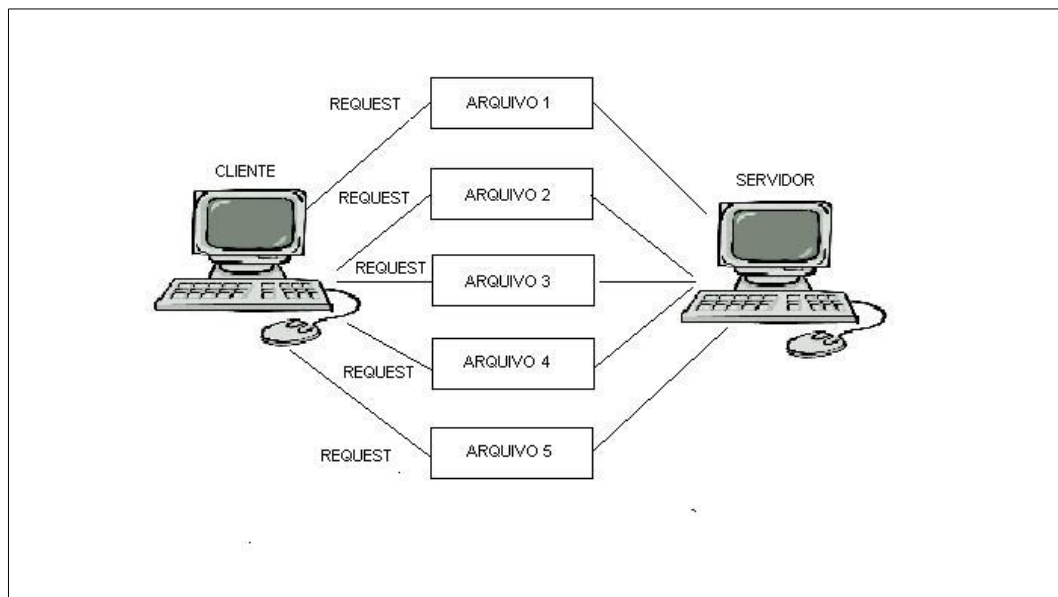 REQUEST
ARQUIVO 1
CLIENTE
REQUEST
ARQUIVO 2
SERVIDOR
REQUEST
ARQUIVO 3
REQUEST
ARQUIVO 4
REQUEST
ARQUIVO 5